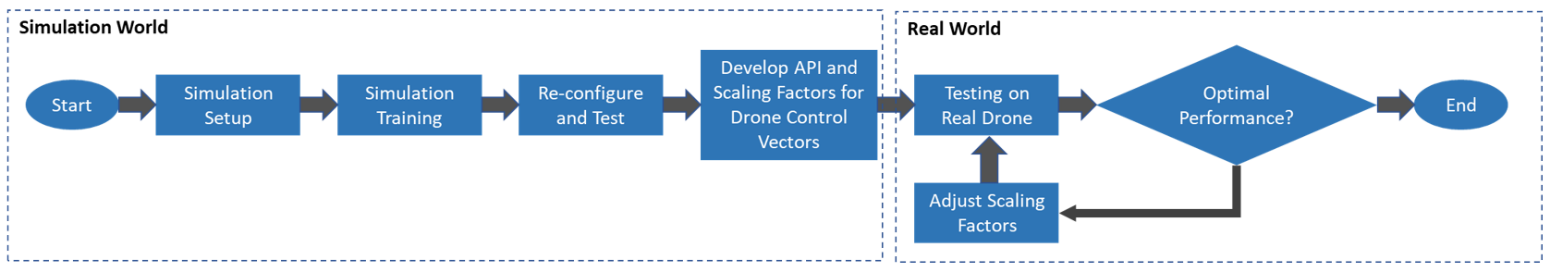 Simulation World
Start
Simulation
Setup
Simulation
Training
Re-configure
and Test
Develop API and
Scaling Factors for
Drone Control
Vectors
Real World
Testing on
Real Drone
Optimal
Performance?
End
Adjust Scaling
Factors